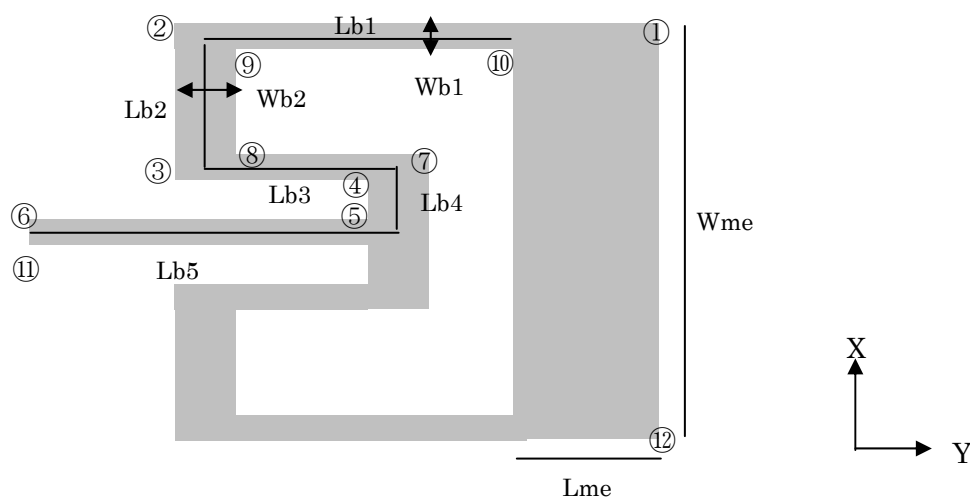 ② Lb1 ①
⑨ ⑩
Lb2 Wb2 Wb1
③ ⑧ ⑦
④
Lb3 Lb4
⑥ ⑤ Wme
⑪ Lb5
X
⑫
Y
Lme